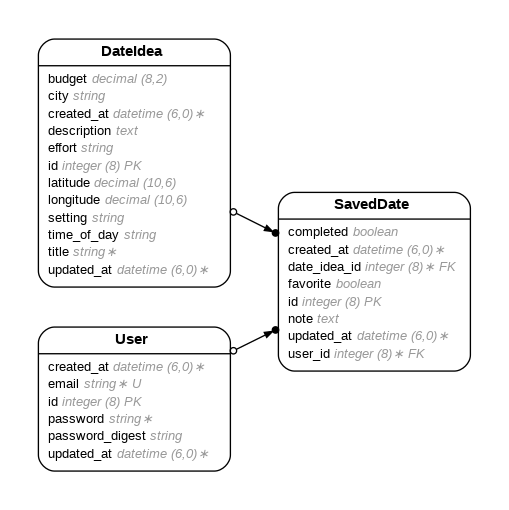 DateIdea
budget decimal (8,2)
city string
created_at datetime (6,0)∗
description text
effort string
id integer (8) PK
latitude decimal (10,6)
longitude decimal (10,6)
setting string
time_of_day string
title string∗
updated_at datetime (6,0)∗
SavedDate
completed boolean
created_at datetime (6,0)∗
date_idea_id integer (8)∗ FK
favorite boolean
id integer (8) PK
note text
updated_at datetime (6,0)∗
user_id integer (8)∗ FK
User
created_at datetime (6,0)∗
email string∗ U
id integer (8) PK
password string∗
password_digest string
updated_at datetime (6,0)∗